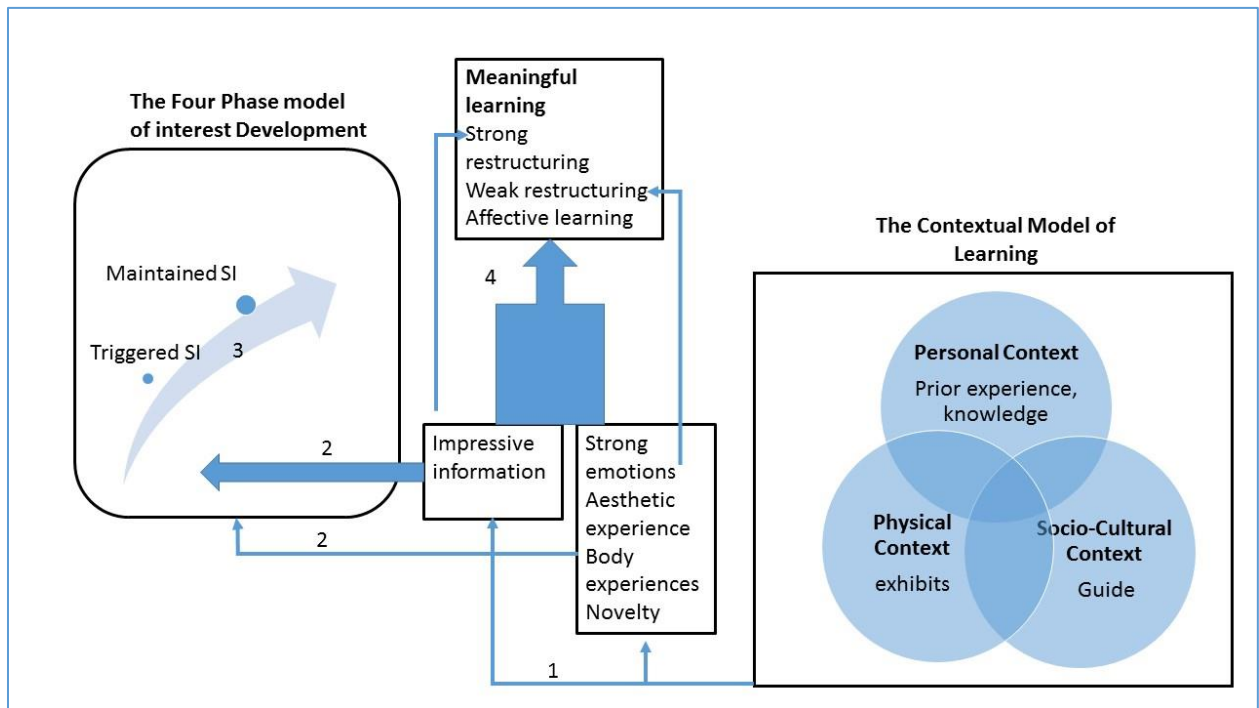 The Four Phase model
of interest Development
Maintained SI
Triggered SI
3
2
2
Meaningful
learning
Strong
restructuring
Weak restructuring
Affective learning
4
Impressive
information
Strong
emotions
Aesthetic
experience
Body
experiences
Novelty
1
The Contextual Model of
Learning
Personal Context
Prior experience,
knowledge
Physical
Context
exhibits
Socio-Cultural
Context
Guide